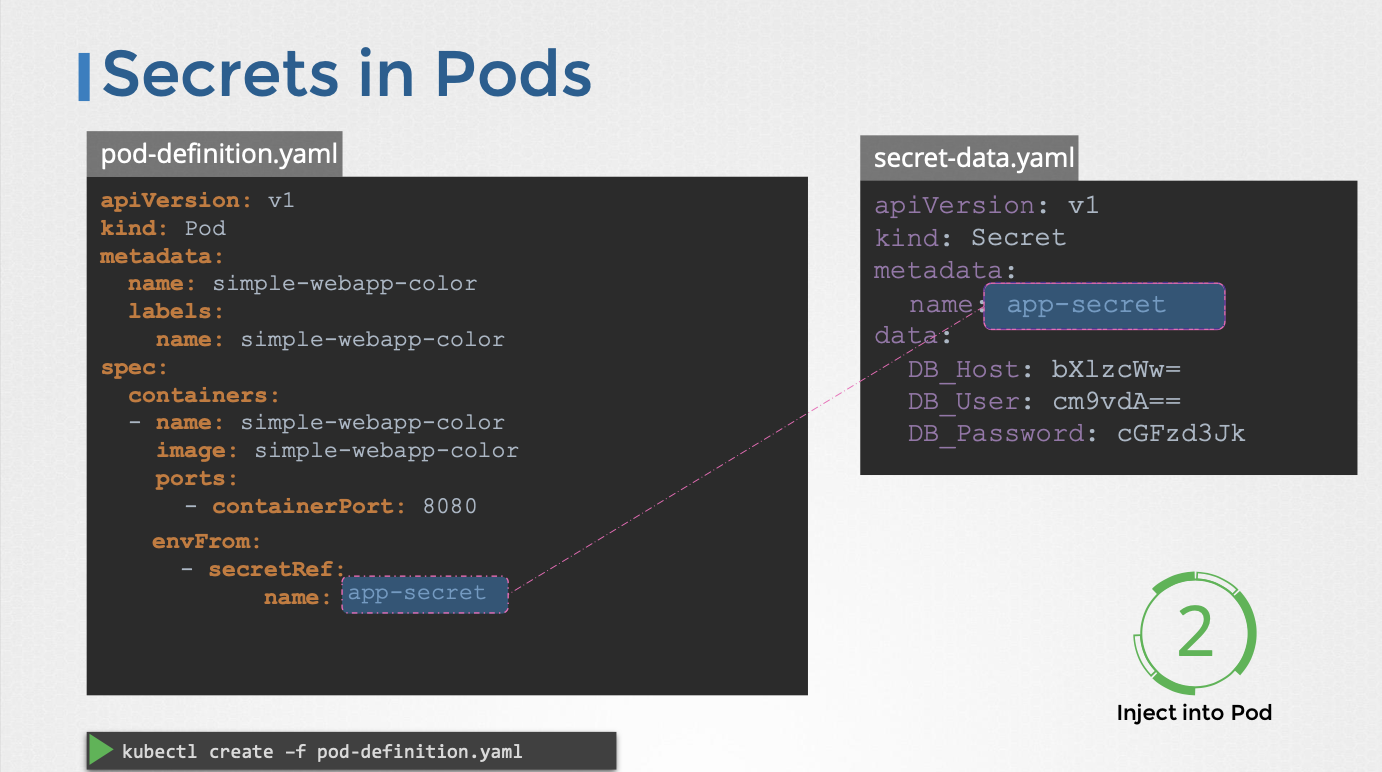 Secrets in Pods
pod-definition.yaml
apiVersion: v1
kind: Pod
metadata:
  name: simple-webapp-color
  labels:
    name: simple-webapp-color
spec:
  containers:
  - name: simple-webapp-color
    image: simple-webapp-color
    ports:
      - containerPort: 8080
    envFrom:
      - secretRef:
            name: app-secret
secret-data.yaml
apiVersion: v1
kind: Secret
metadata:
  name: app-secret
data:
  DB_Host: bXlzcWw=
  DB_User: cm9vdA==
  DB_Password: cGFzd3Jk
2
Inject into Pod
kubectl create –f pod-definition.yaml